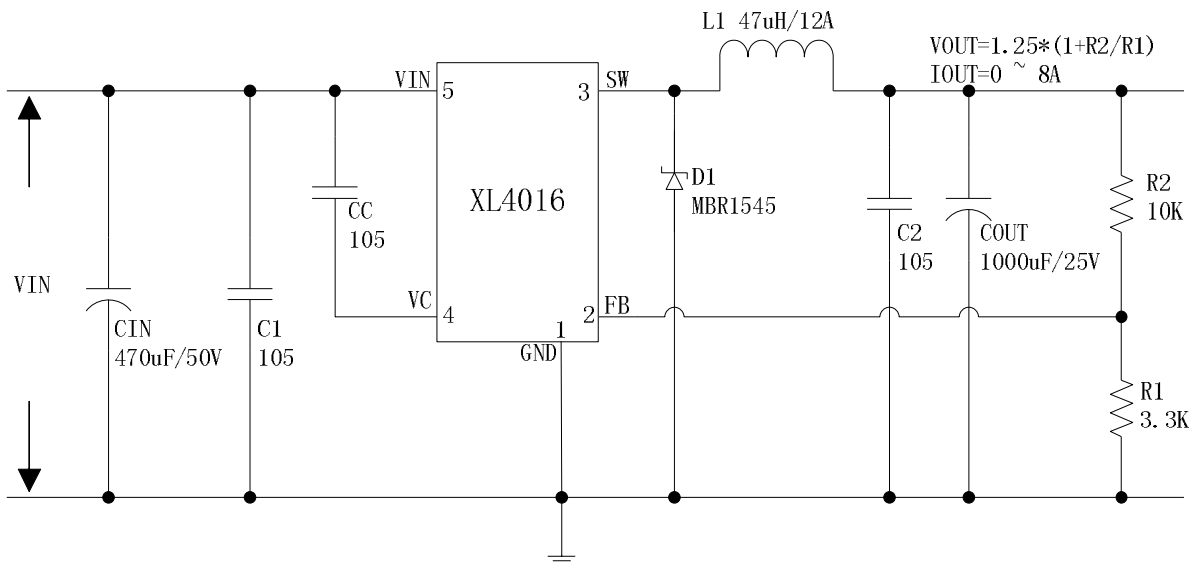 L1 47uH/12A
VOUT=1.25*(1+R2/R1)
IOUT=0 ~ 8A
VIN
5
3
SW
XL4016
CC
105
D1
MBR1545
R2
10K
C2
105
COUT
1000uF/25V
VIN
VC
4
2
FB
1
GND
CIN
470uF/50V
C1
105
R1
3.3K